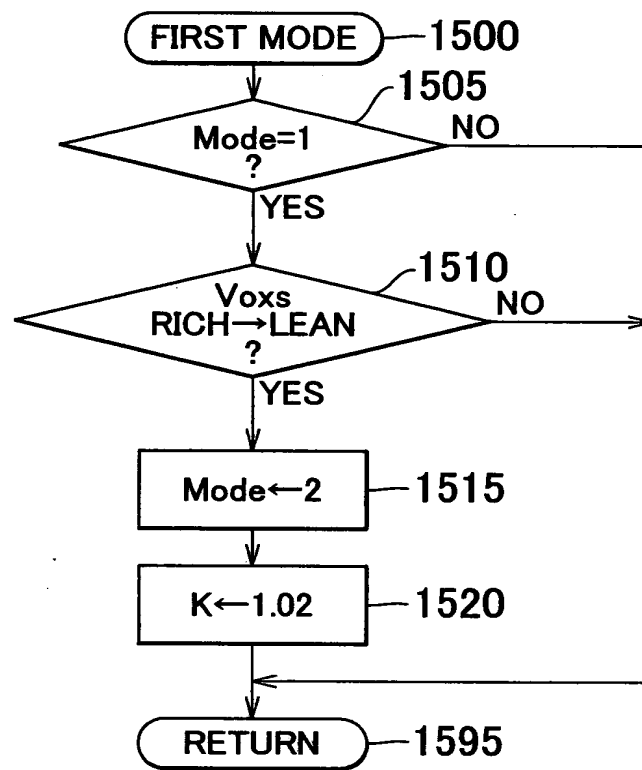 FIRST MODE
1500
1505
Mode=1
?
NO
YES
1510
Voxs
RICH→LEAN
?
NO
YES
Mode←2
1515
K←1.02
1520
RETURN
1595